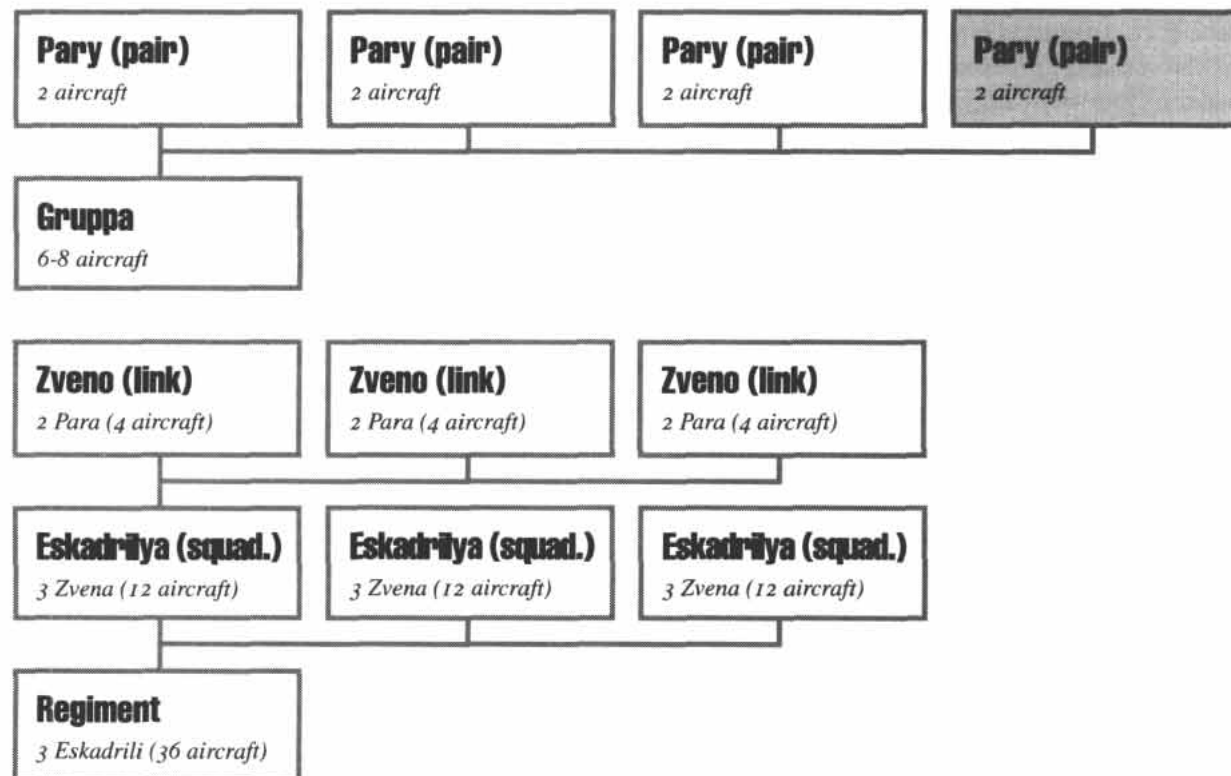 Pary (pair)
2 aircraft
Pary (pair)
2 aircraft
Pary (pair)
2 aircraft
Pary (pair)
2 aircraft
Gruppa
6-8 aircraft
Zveno (link)
2 Para (4 aircraft)
Zveno (link)
2 Para (4 aircraft)
Zveno (link)
2 Para (4 aircraft)
Eskadrilya (squad.)
3 Zvena (12 aircraft)
Eskadrilya (squad.)
3 Zvena (12 aircraft)
Eskadrilya (squad.)
3 Zvena (12 aircraft)
Regiment
3 Eskadrili (36 aircraft)